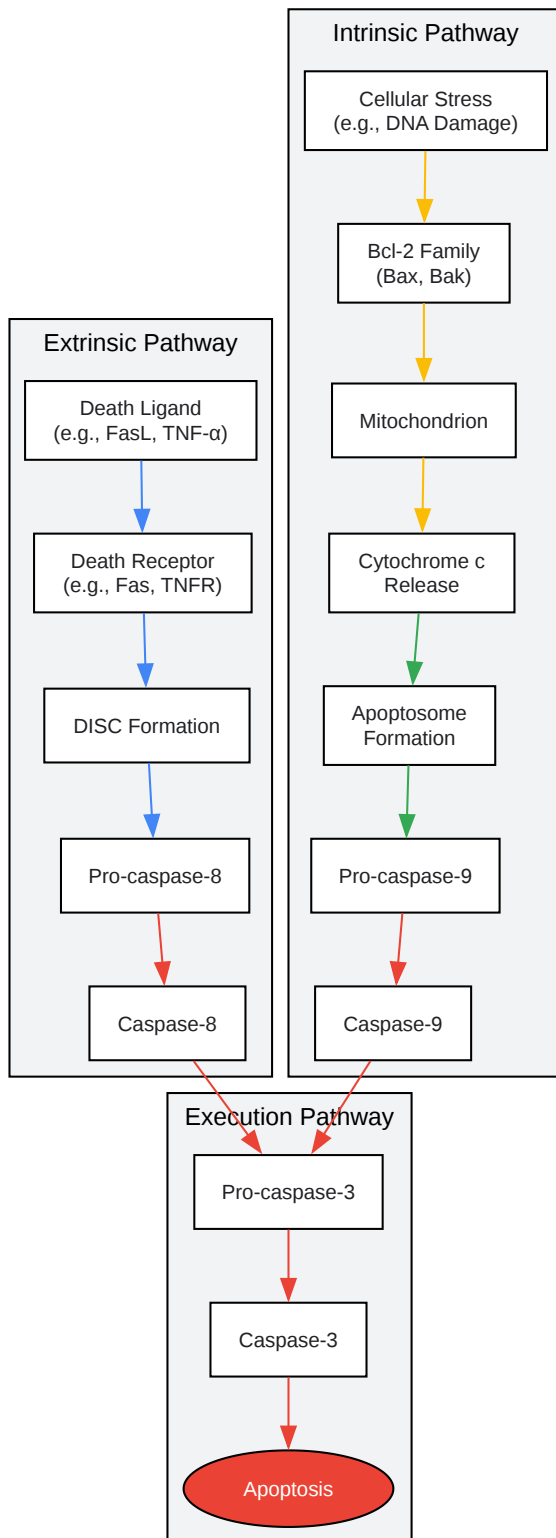 Intrinsic Pathway
Cellular Stress
(e.g., DNA Damage)
Bcl-2 Family
(Bax, Bak)
Mitochondrion
Cytochrome c
Release
Apoptosome
Formation
Pro-caspase-9
Caspase-9
Extrinsic Pathway
Death Ligand
(e.g., FasL, TNF-α)
Death Receptor
(e.g., Fas, TNFR)
DISC Formation
Pro-caspase-8
Caspase-8
Execution Pathway
Pro-caspase-3
Caspase-3
Apoptosis